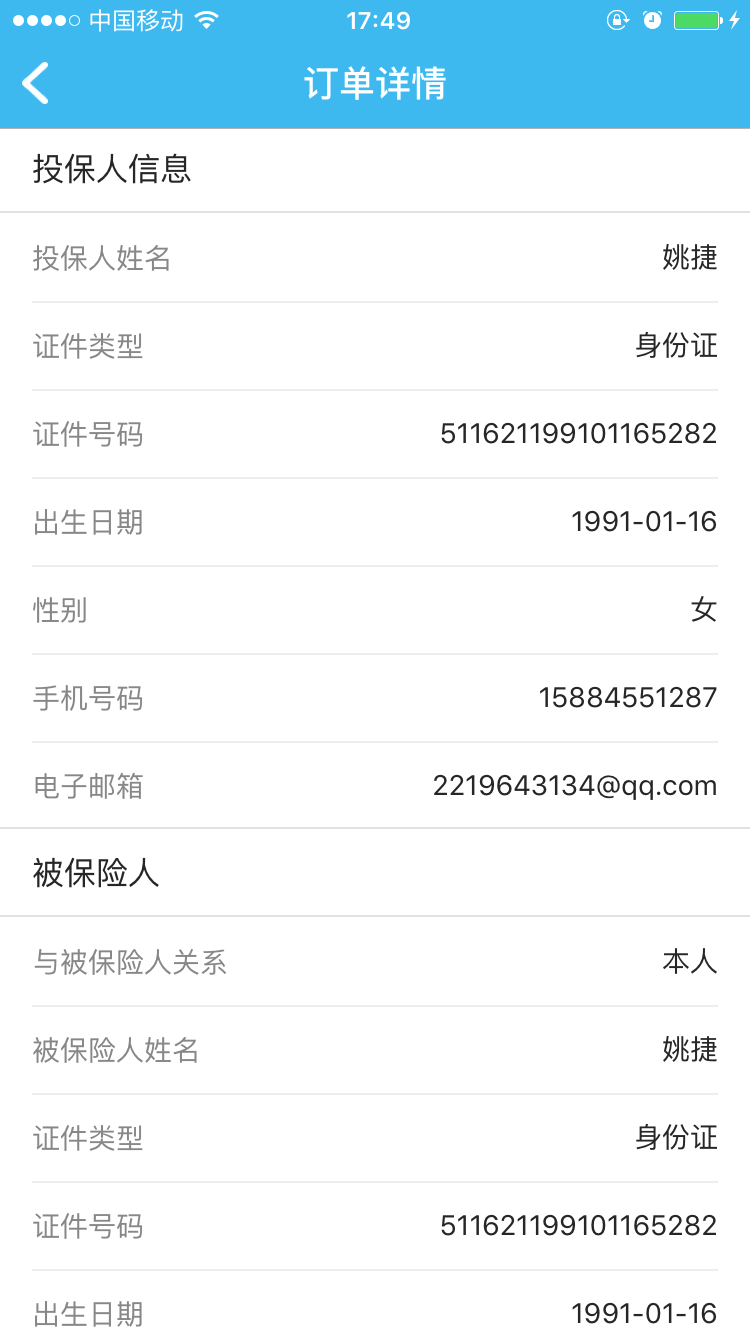 中国移动 17:49
订单详情
投保人信息
投保人姓名 姚捷
证件类型 身份证
证件号码 511621199101165282
出生日期 1991-01-16
性别 女
手机号码 15884551287
电子邮箱 2219643134@qq.com
被保险人
与被保险人关系 本人
被保险人姓名 姚捷
证件类型 身份证
证件号码 511621199101165282
出生日期 1991-01-16